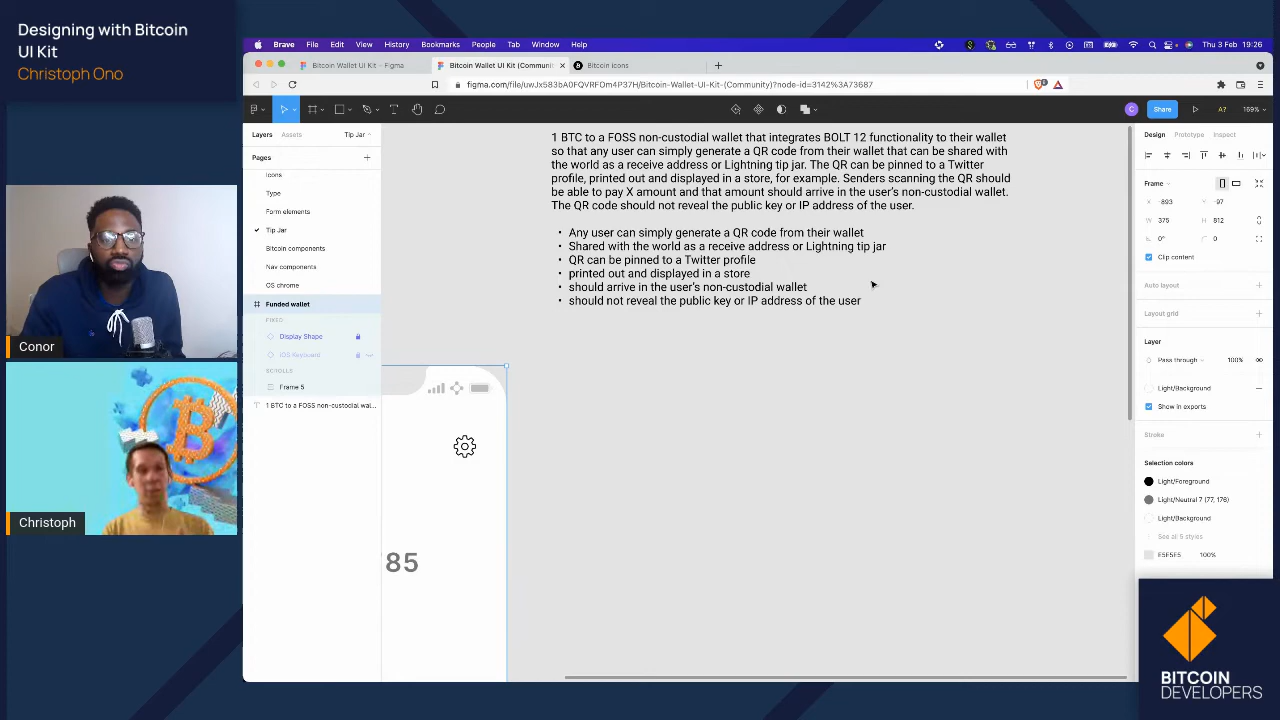 Designing with Bitcoin
UI Kit
Christoph Ono
Brave File Edit View History Bookmarks People Tab Window Help
Thu 3 Feb 19:26
Bitcoin Wallet UI Kit – Figma
Bitcoin Wallet UI Kit (Communit
Bitcoin Icons
figma.com/file/uwJx583bA0FQVRFOm4P37H/Bitcoin-Wallet-UI-Kit-(Community)?node-id=3142%3A73687
C
Share
A?
169%
Layers
Assets
Tip Jar
Pages
Icons
Type
Form elements
Tip Jar
Bitcoin components
Nav components
OS chrome
Funded wallet
FIXED
Display Shape
iOS Keyboard
SCROLLS
Frame 5
1 BTC to a FOSS non-custodial wal...
1 BTC to a FOSS non-custodial wallet that integrates BOLT 12 functionality to their wallet
so that any user can simply generate a QR code from their wallet that can be shared with
the world as a receive address or Lightning tip jar. The QR can be pinned to a Twitter
profile, printed out and displayed in a store, for example. Senders scanning the QR should
be able to pay X amount and that amount should arrive in the user's non-custodial wallet.
The QR code should not reveal the public key or IP address of the user.
• Any user can simply generate a QR code from their wallet
• Shared with the world as a receive address or Lightning tip jar
• QR can be pinned to a Twitter profile
• printed out and displayed in a store
• should arrive in the user's non-custodial wallet
• should not reveal the public key or IP address of the user
85
Design
Prototype
Inspect
Frame
X -893
Y -97
W 375
H 812
0°
0
Clip content
Auto layout
Layout grid
Layer
Pass through
100%
Light/Background
Show in exports
Stroke
Selection colors
Light/Foreground
Light/Neutral 7 (77, 176)
Light/Background
See all 5 styles
F5F5F5
100%
Conor
Christoph
BITCOIN
DEVELOPERS